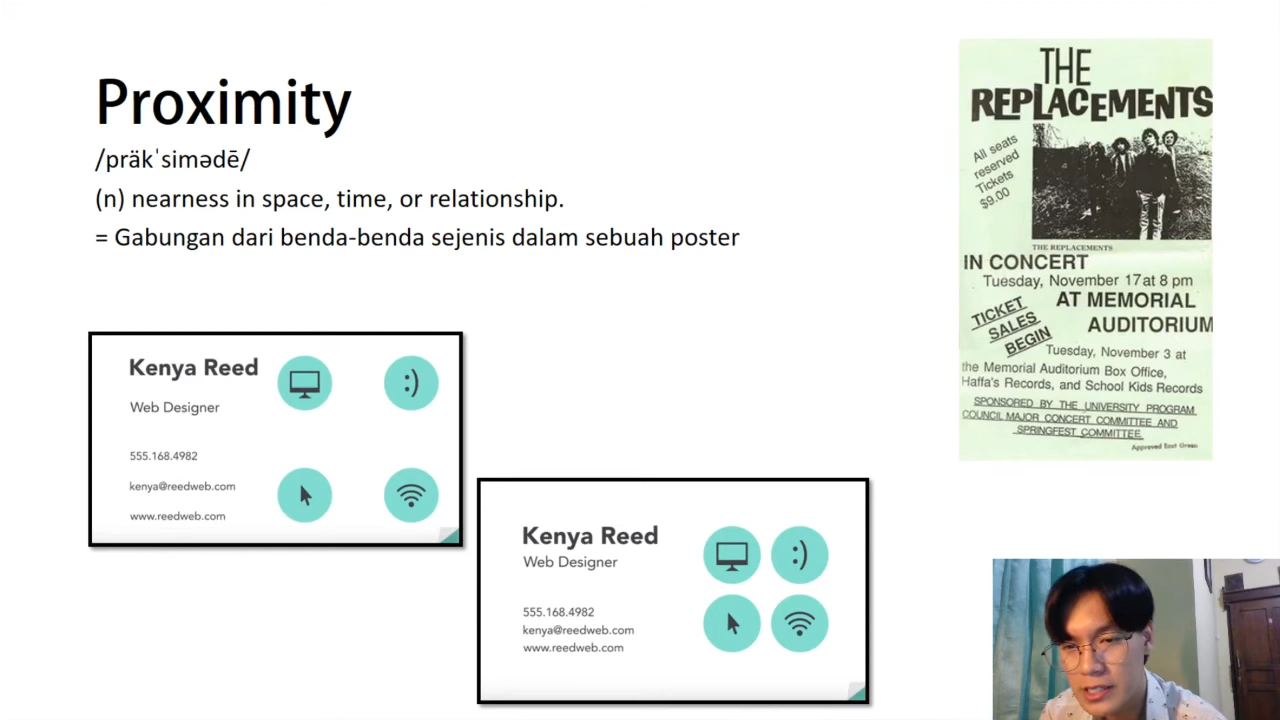 Proximity
/präkˈsimədē/
(n) nearness in space, time, or relationship.
= Gabungan dari benda-benda sejenis dalam sebuah poster
THE
REPLACEMENTS
All seats
reserved
Tickets
$9.00
THE REPLACEMENTS
IN CONCERT
Tuesday, November 17 at 8 pm
AT MEMORIAL
AUDITORIUM
TICKET
SALES
BEGIN
Tuesday, November 3 at
the Memorial Auditorium Box Office,
Haffa's Records, and School Kids Records
SPONSORED BY THE UNIVERSITY PROGRAM
COUNCIL MAJOR CONCERT COMMITTEE AND
SPRINGFEST COMMITTEE.
Approved East Green
Kenya Reed
Web Designer
555.168.4982
kenya@reedweb.com
www.reedweb.com
:)
Kenya Reed
Web Designer
555.168.4982
kenya@reedweb.com
www.reedweb.com
:)